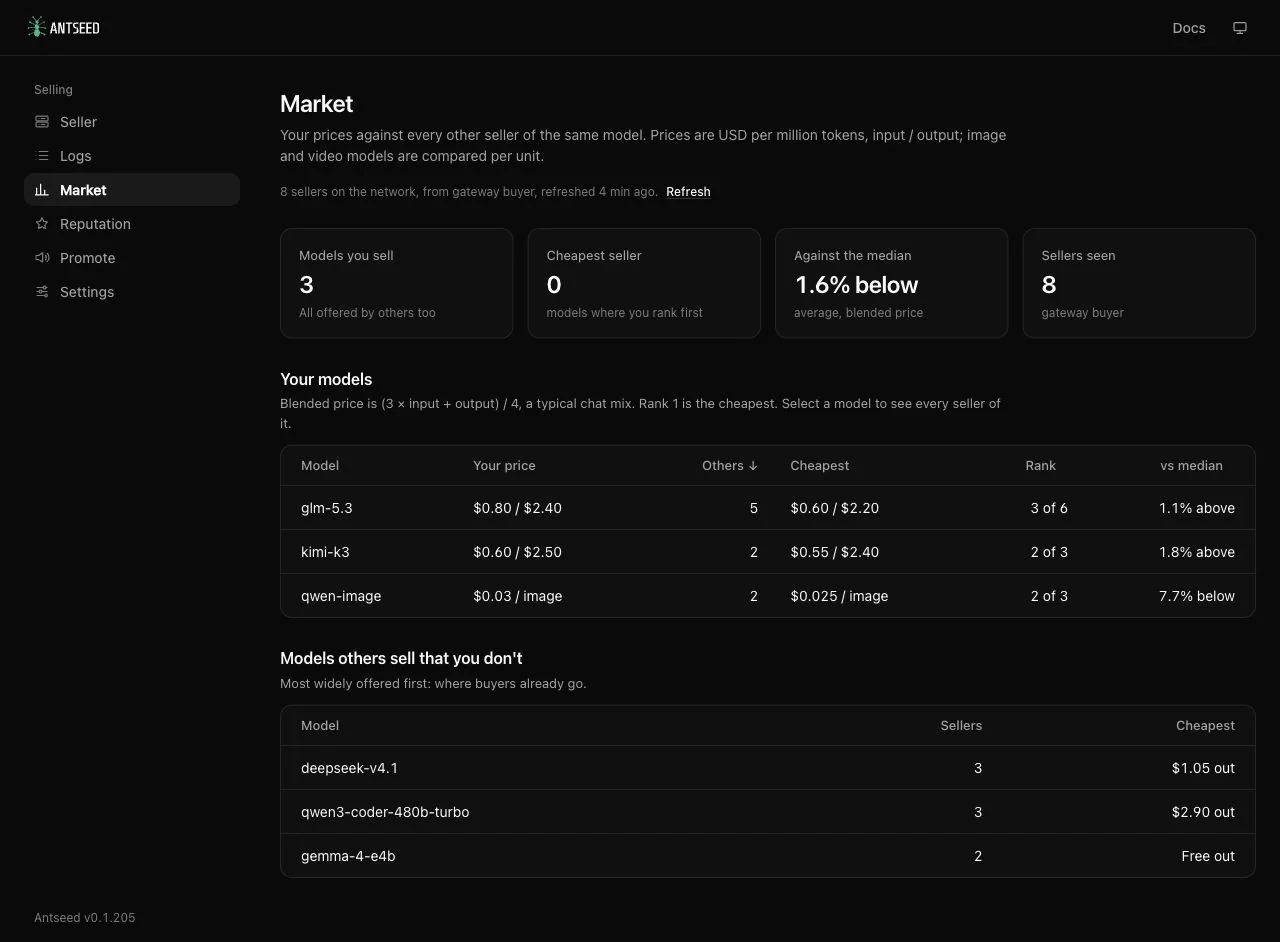 ANTSEED
Docs
Selling
Seller
Logs
Market
Reputation
Promote
Settings
Market
Your prices against every other seller of the same model. Prices are USD per million tokens, input / output; image
and video models are compared per unit.
8 sellers on the network, from gateway buyer, refreshed 4 min ago. Refresh
Models you sell
3
All offered by others too
Cheapest seller
0
models where you rank first
Against the median
1.6% below
average, blended price
Sellers seen
8
gateway buyer
Your models
Blended price is (3 × input + output) / 4, a typical chat mix. Rank 1 is the cheapest. Select a model to see every seller of
it.
Model Your price Others ↓ Cheapest Rank vs median
glm-5.3 $0.80 / $2.40 5 $0.60 / $2.20 3 of 6 1.1% above
kimi-k3 $0.60 / $2.50 2 $0.55 / $2.40 2 of 3 1.8% above
qwen-image $0.03 / image 2 $0.025 / image 2 of 3 7.7% below
Models others sell that you don't
Most widely offered first: where buyers already go.
Model Sellers Cheapest
deepseek-v4.1 3 $1.05 out
qwen3-coder-480b-turbo 3 $2.90 out
gemma-4-e4b 2 Free out
Antseed v0.1.205